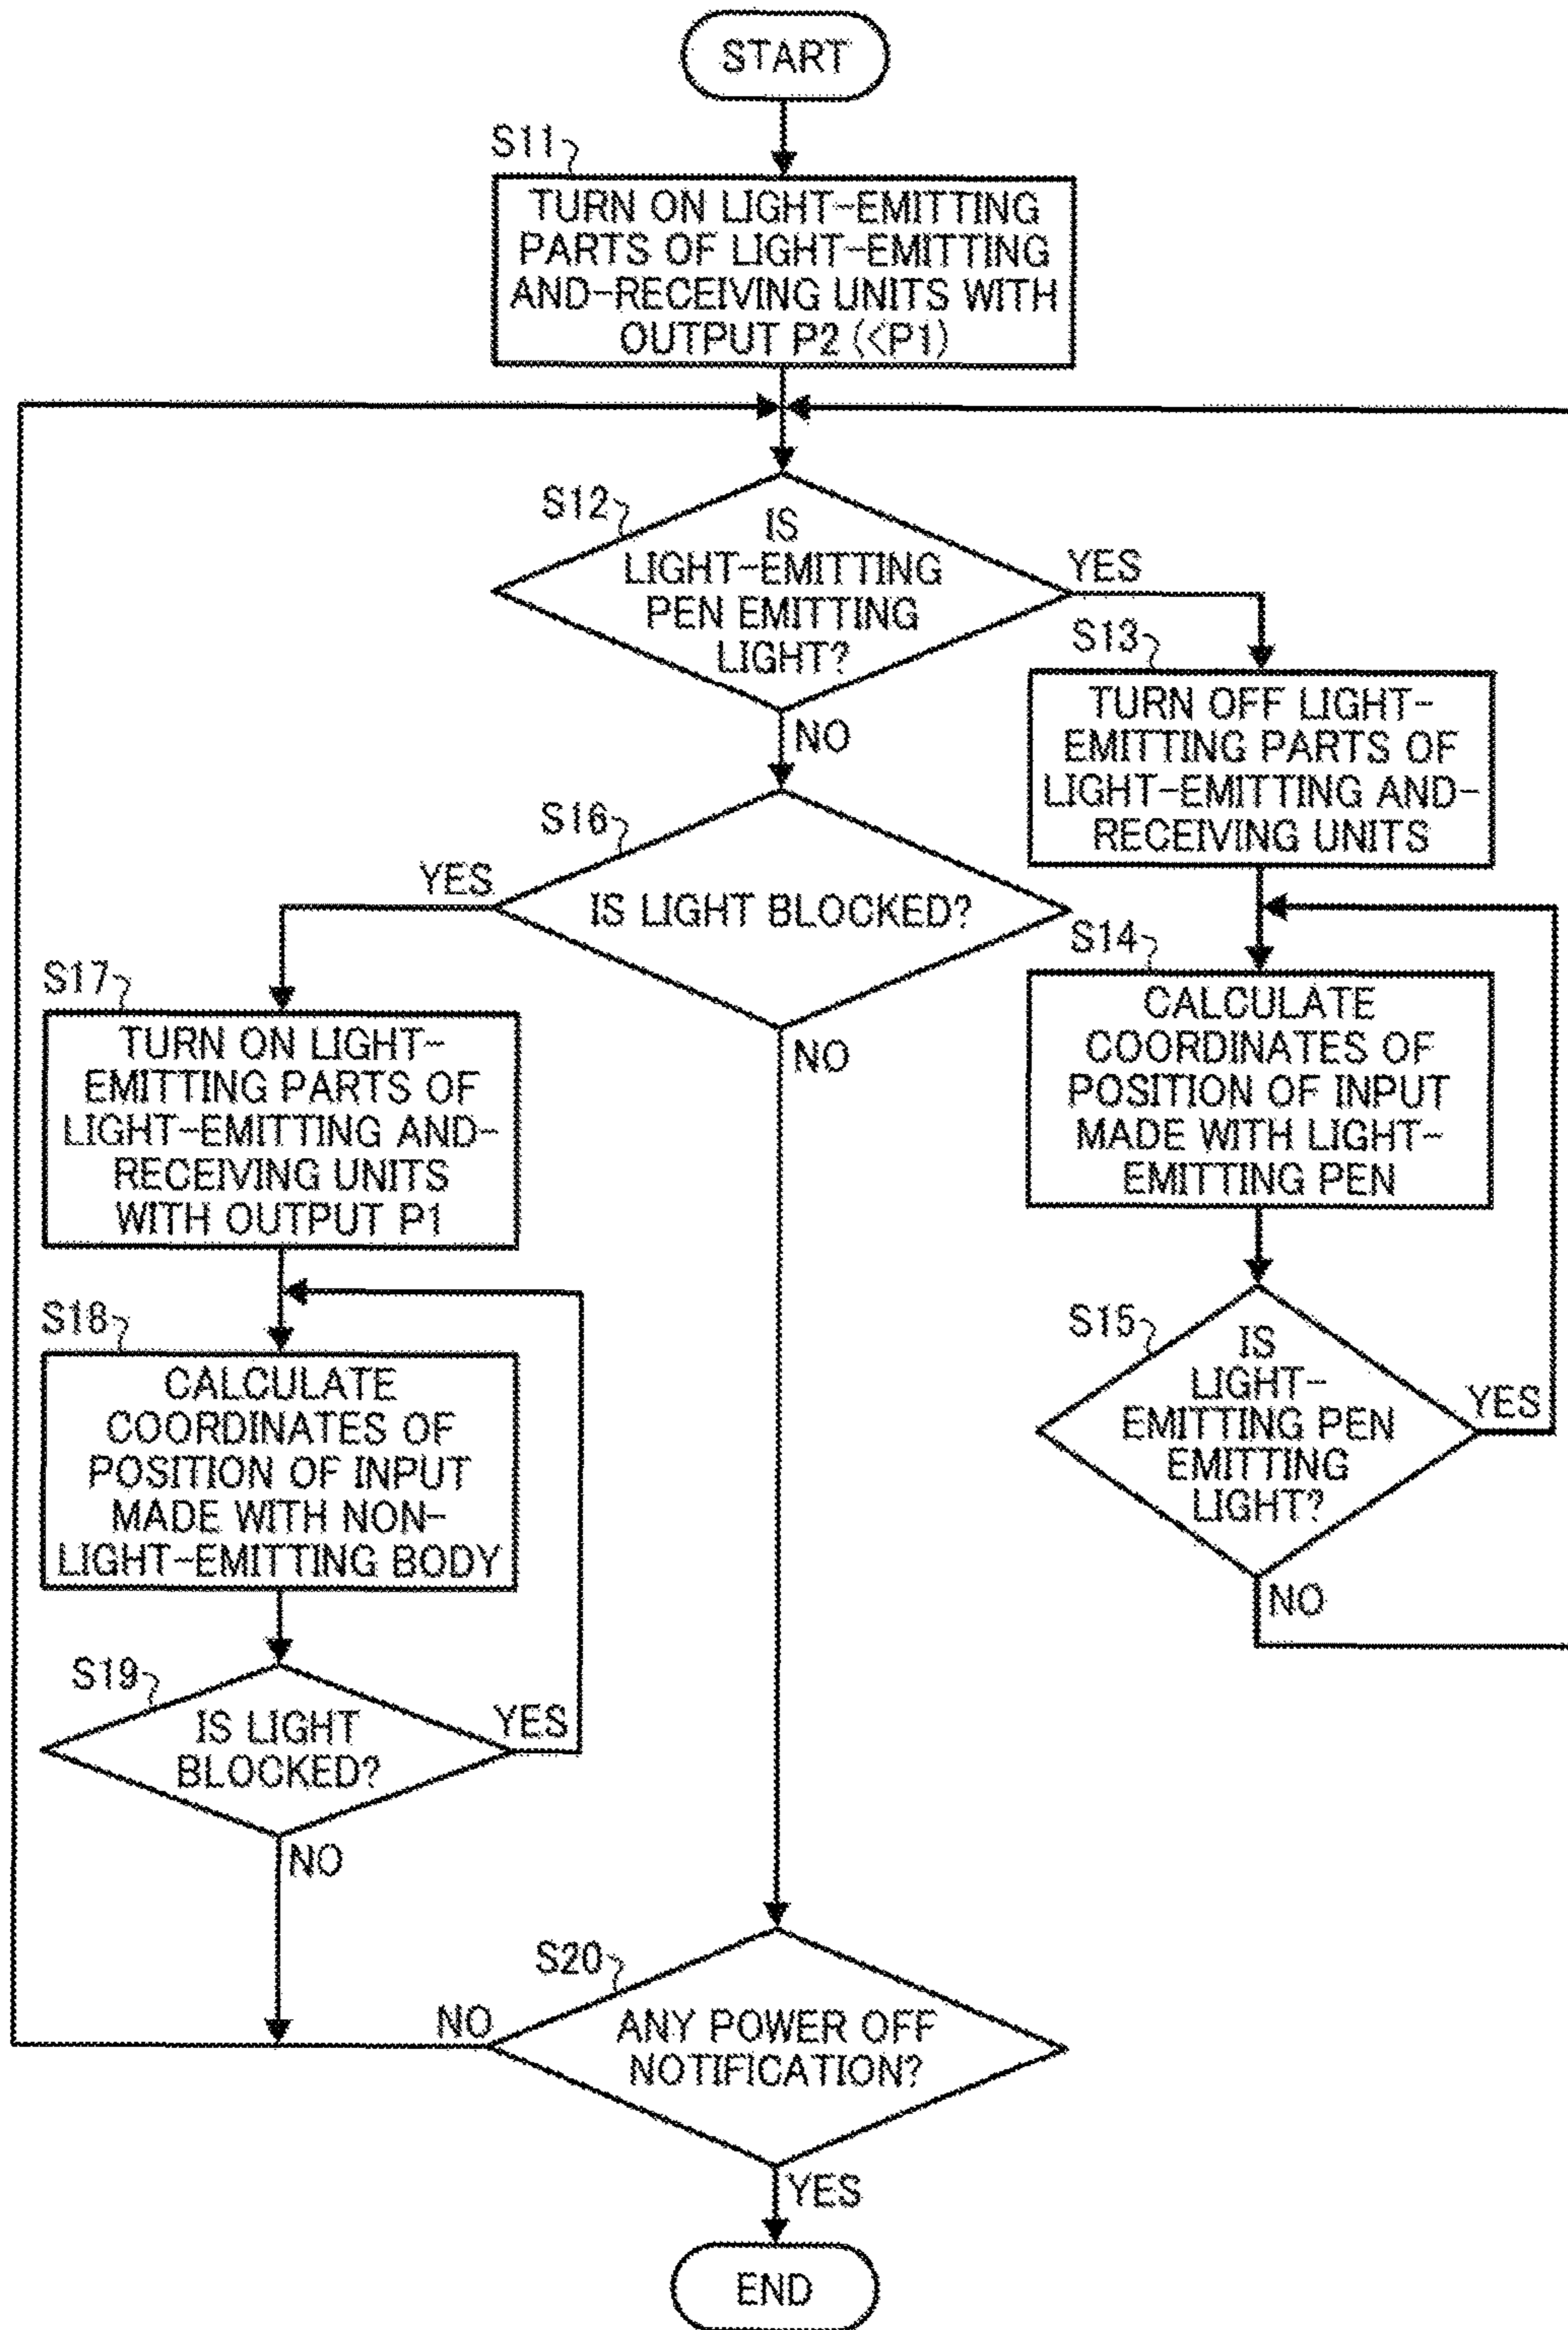 START
S11
TURN ON LIGHT-EMITTING
PARTS OF LIGHT-EMITTING
AND-RECEIVING UNITS WITH
OUTPUT P2 (<P1)
S12
IS
LIGHT-EMITTING
PEN EMITTING
LIGHT?
YES
NO
S13
TURN OFF LIGHT-
EMITTING PARTS OF
LIGHT-EMITTING AND-
RECEIVING UNITS
S16
IS LIGHT BLOCKED?
YES
NO
S14
CALCULATE
COORDINATES OF
POSITION OF INPUT
MADE WITH LIGHT-
EMITTING PEN
S17
TURN ON LIGHT-
EMITTING PARTS OF
LIGHT-EMITTING AND-
RECEIVING UNITS
WITH OUTPUT P1
S15
IS
LIGHT-
EMITTING PEN
EMITTING
LIGHT?
YES
NO
S18
CALCULATE
COORDINATES OF
POSITION OF INPUT
MADE WITH NON-
LIGHT-EMITTING BODY
S19
IS LIGHT
BLOCKED?
YES
NO
S20
ANY POWER OFF
NOTIFICATION?
NO
YES
END